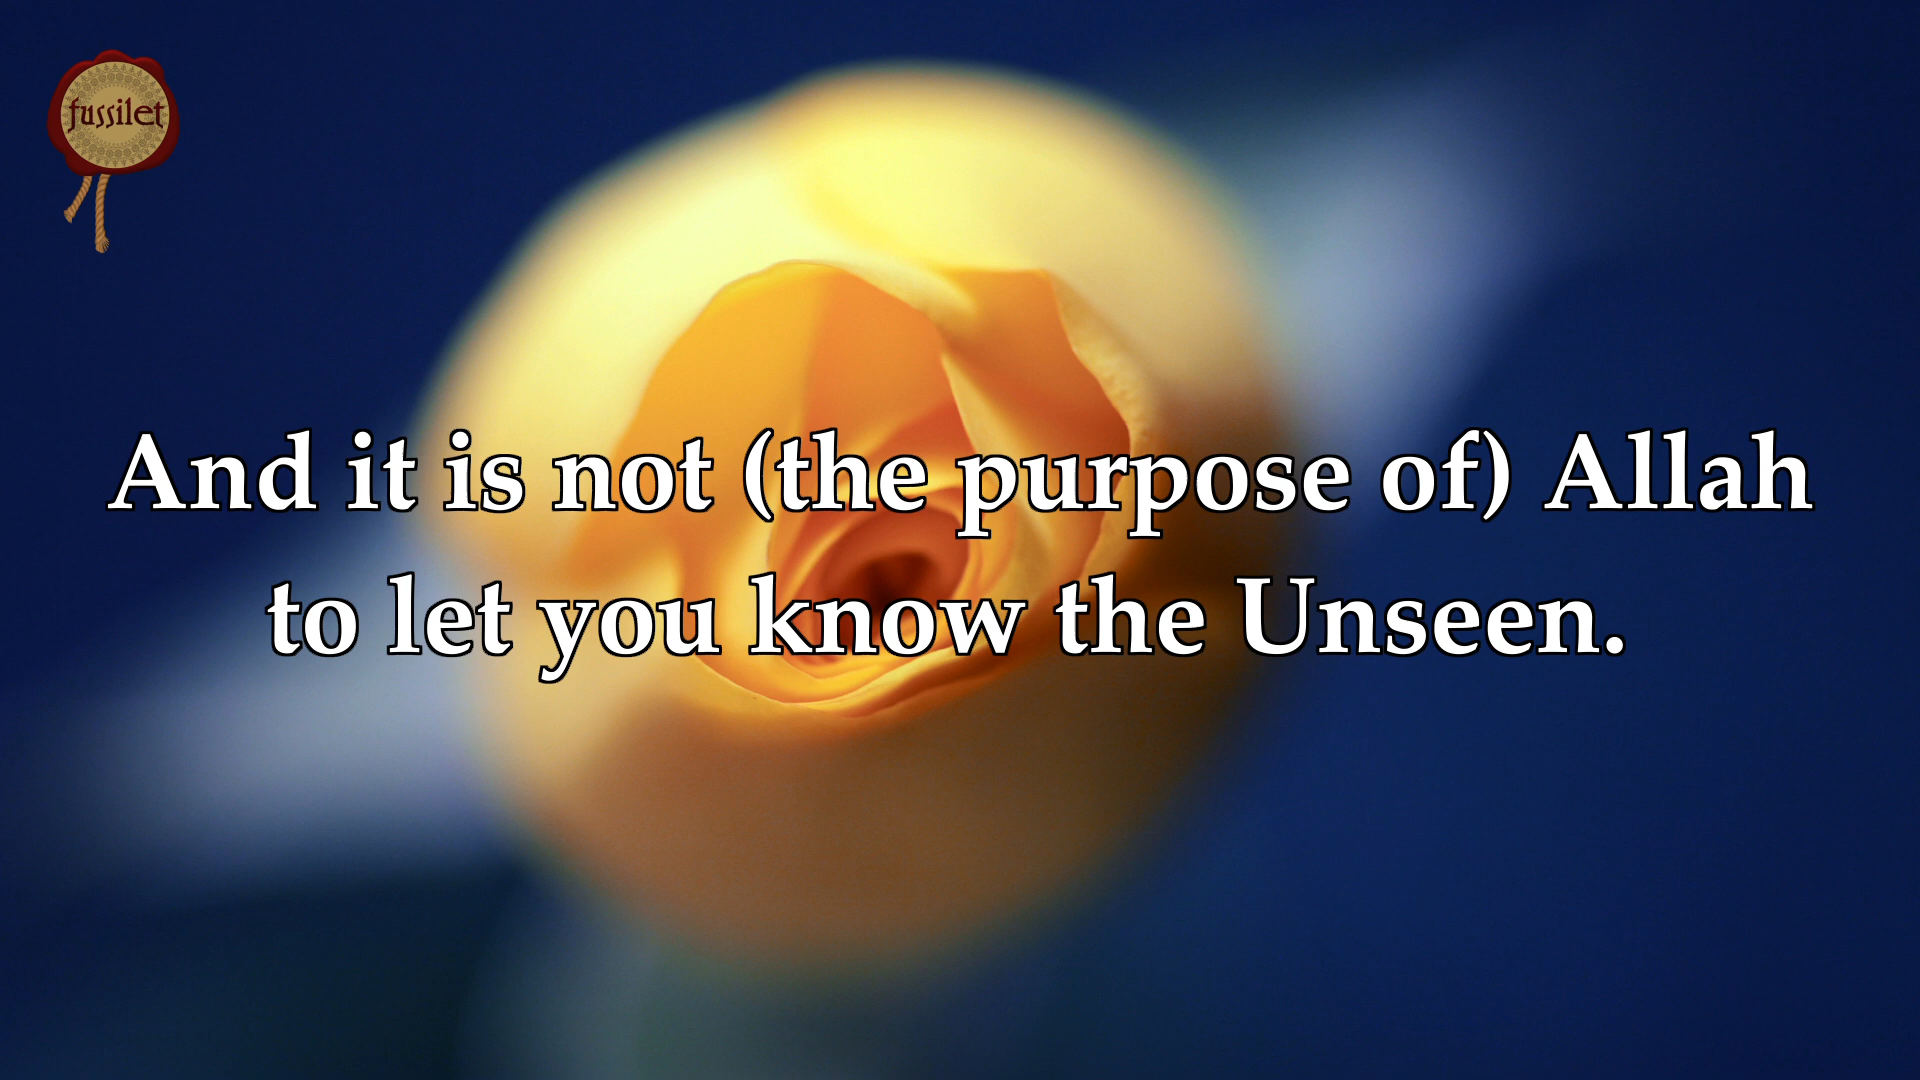 fussilet
And it is not (the purpose of) Allah
to let you know the Unseen.